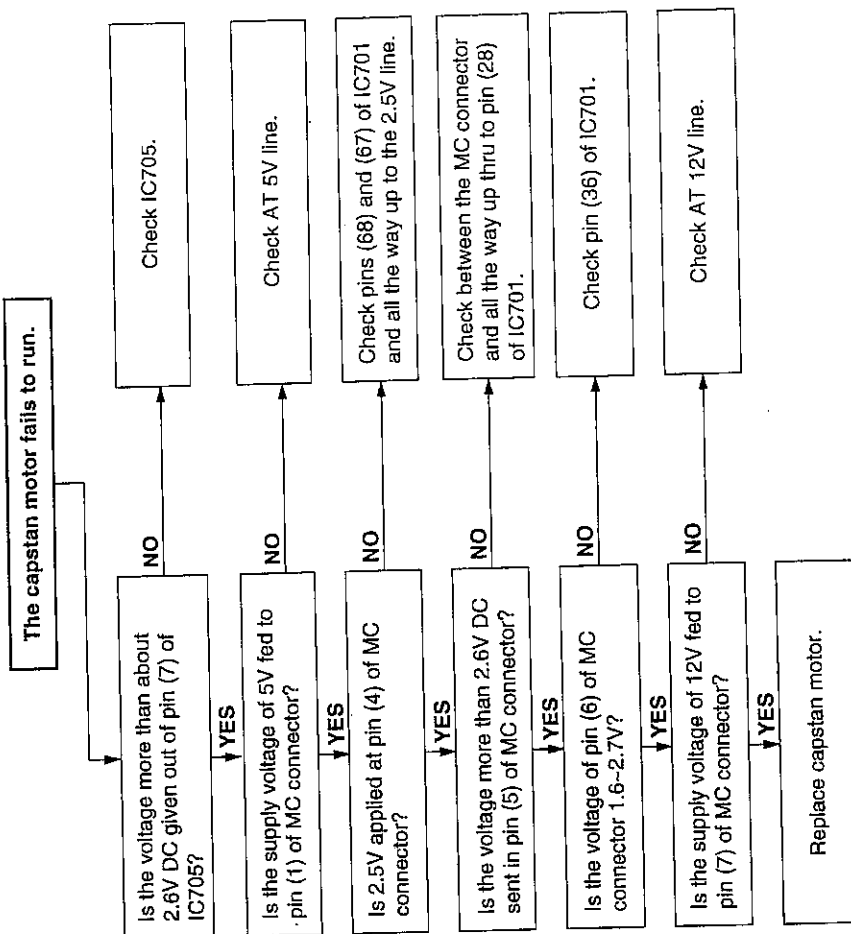 The capstan motor fails to run.
Is the voltage more than about
2.6V DC given out of pin (7) of
IC705?
NO
Check IC705.
YES
Is the supply voltage of 5V fed to
pin (1) of MC connector?
NO
Check AT 5V line.
YES
Is 2.5V applied at pin (4) of MC
connector?
NO
Check pins (68) and (67) of IC701
and all the way up to the 2.5V line.
YES
Is the voltage more than 2.6V DC
sent in pin (5) of MC connector?
NO
Check between the MC connector
and all the way up thru to pin (28)
of IC701.
YES
Is the voltage of pin (6) of MC
connector 1.6~2.7V?
NO
Check pin (36) of IC701.
YES
Is the supply voltage of 12V fed to
pin (7) of MC connector?
NO
Check AT 12V line.
YES
Replace capstan motor.